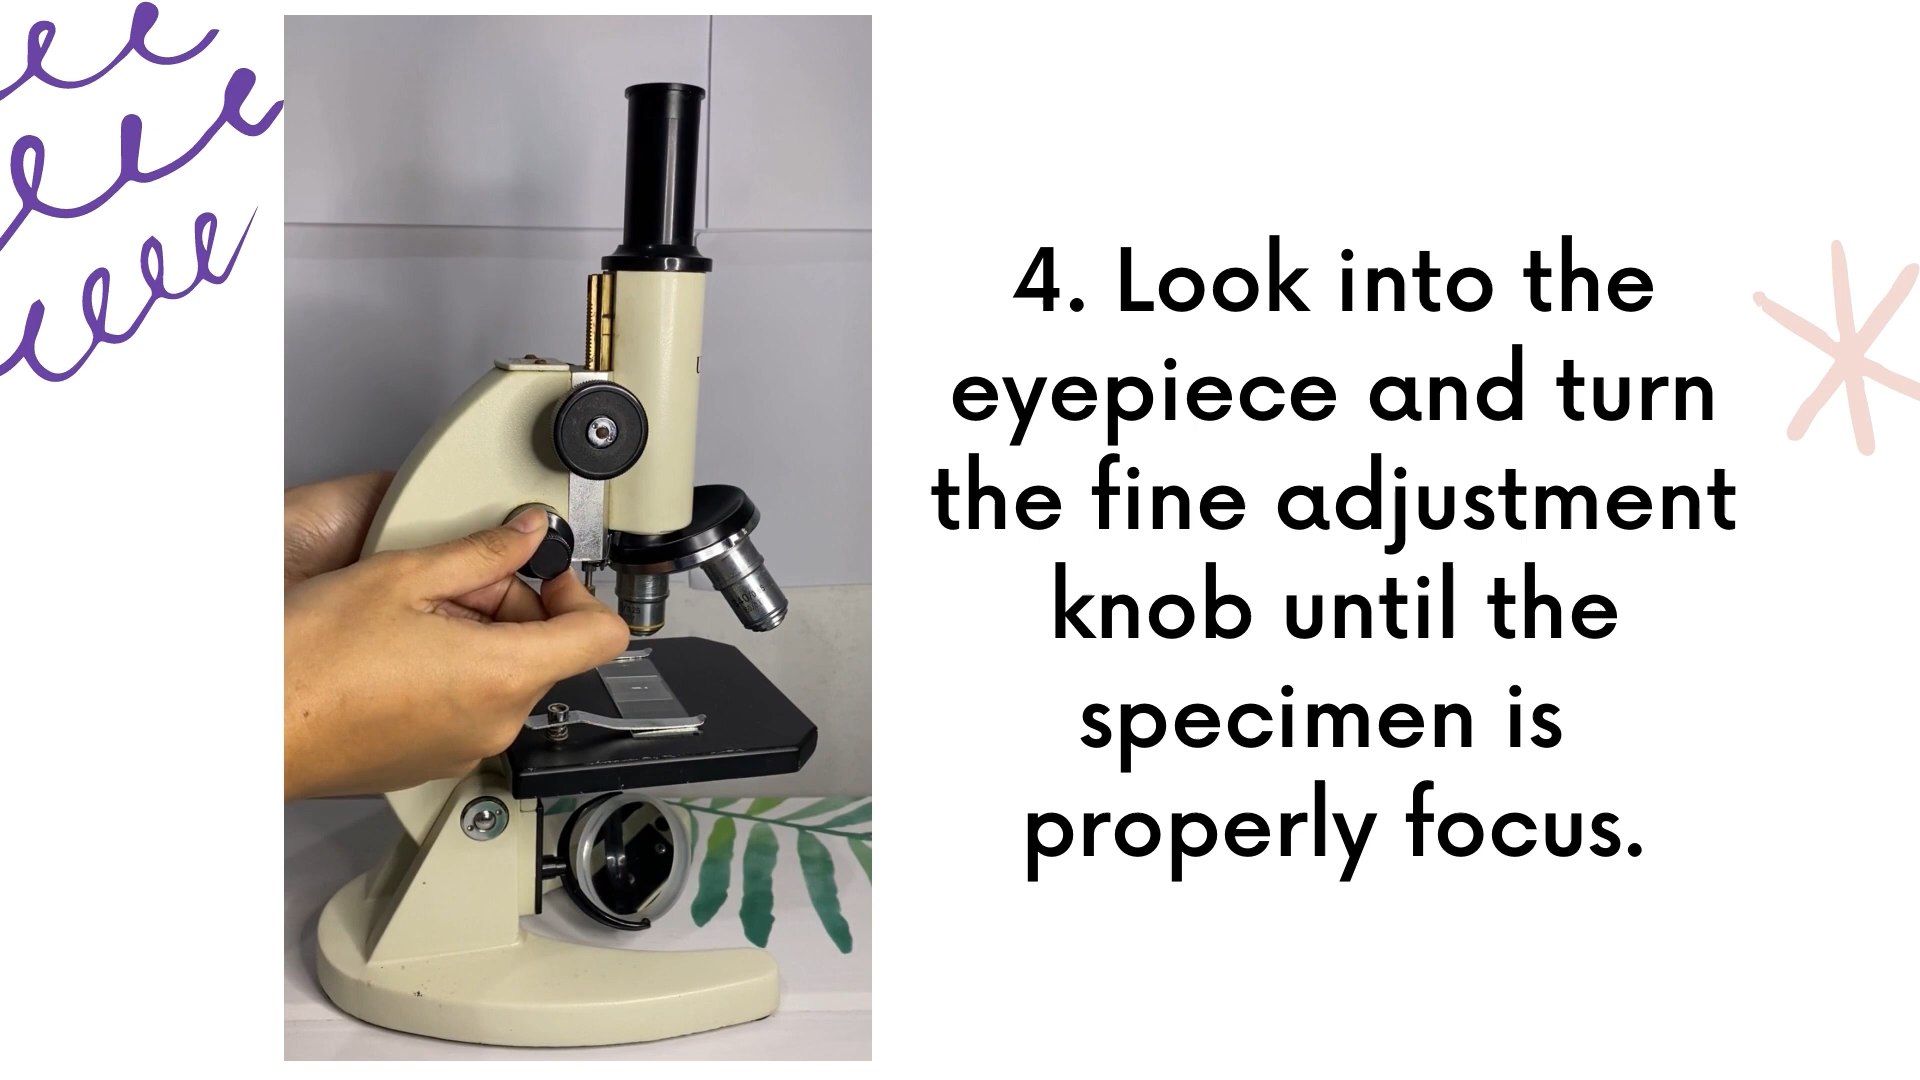 4. Look into the
eyepiece and turn
the fine adjustment
knob until the
specimen is
properly focus.